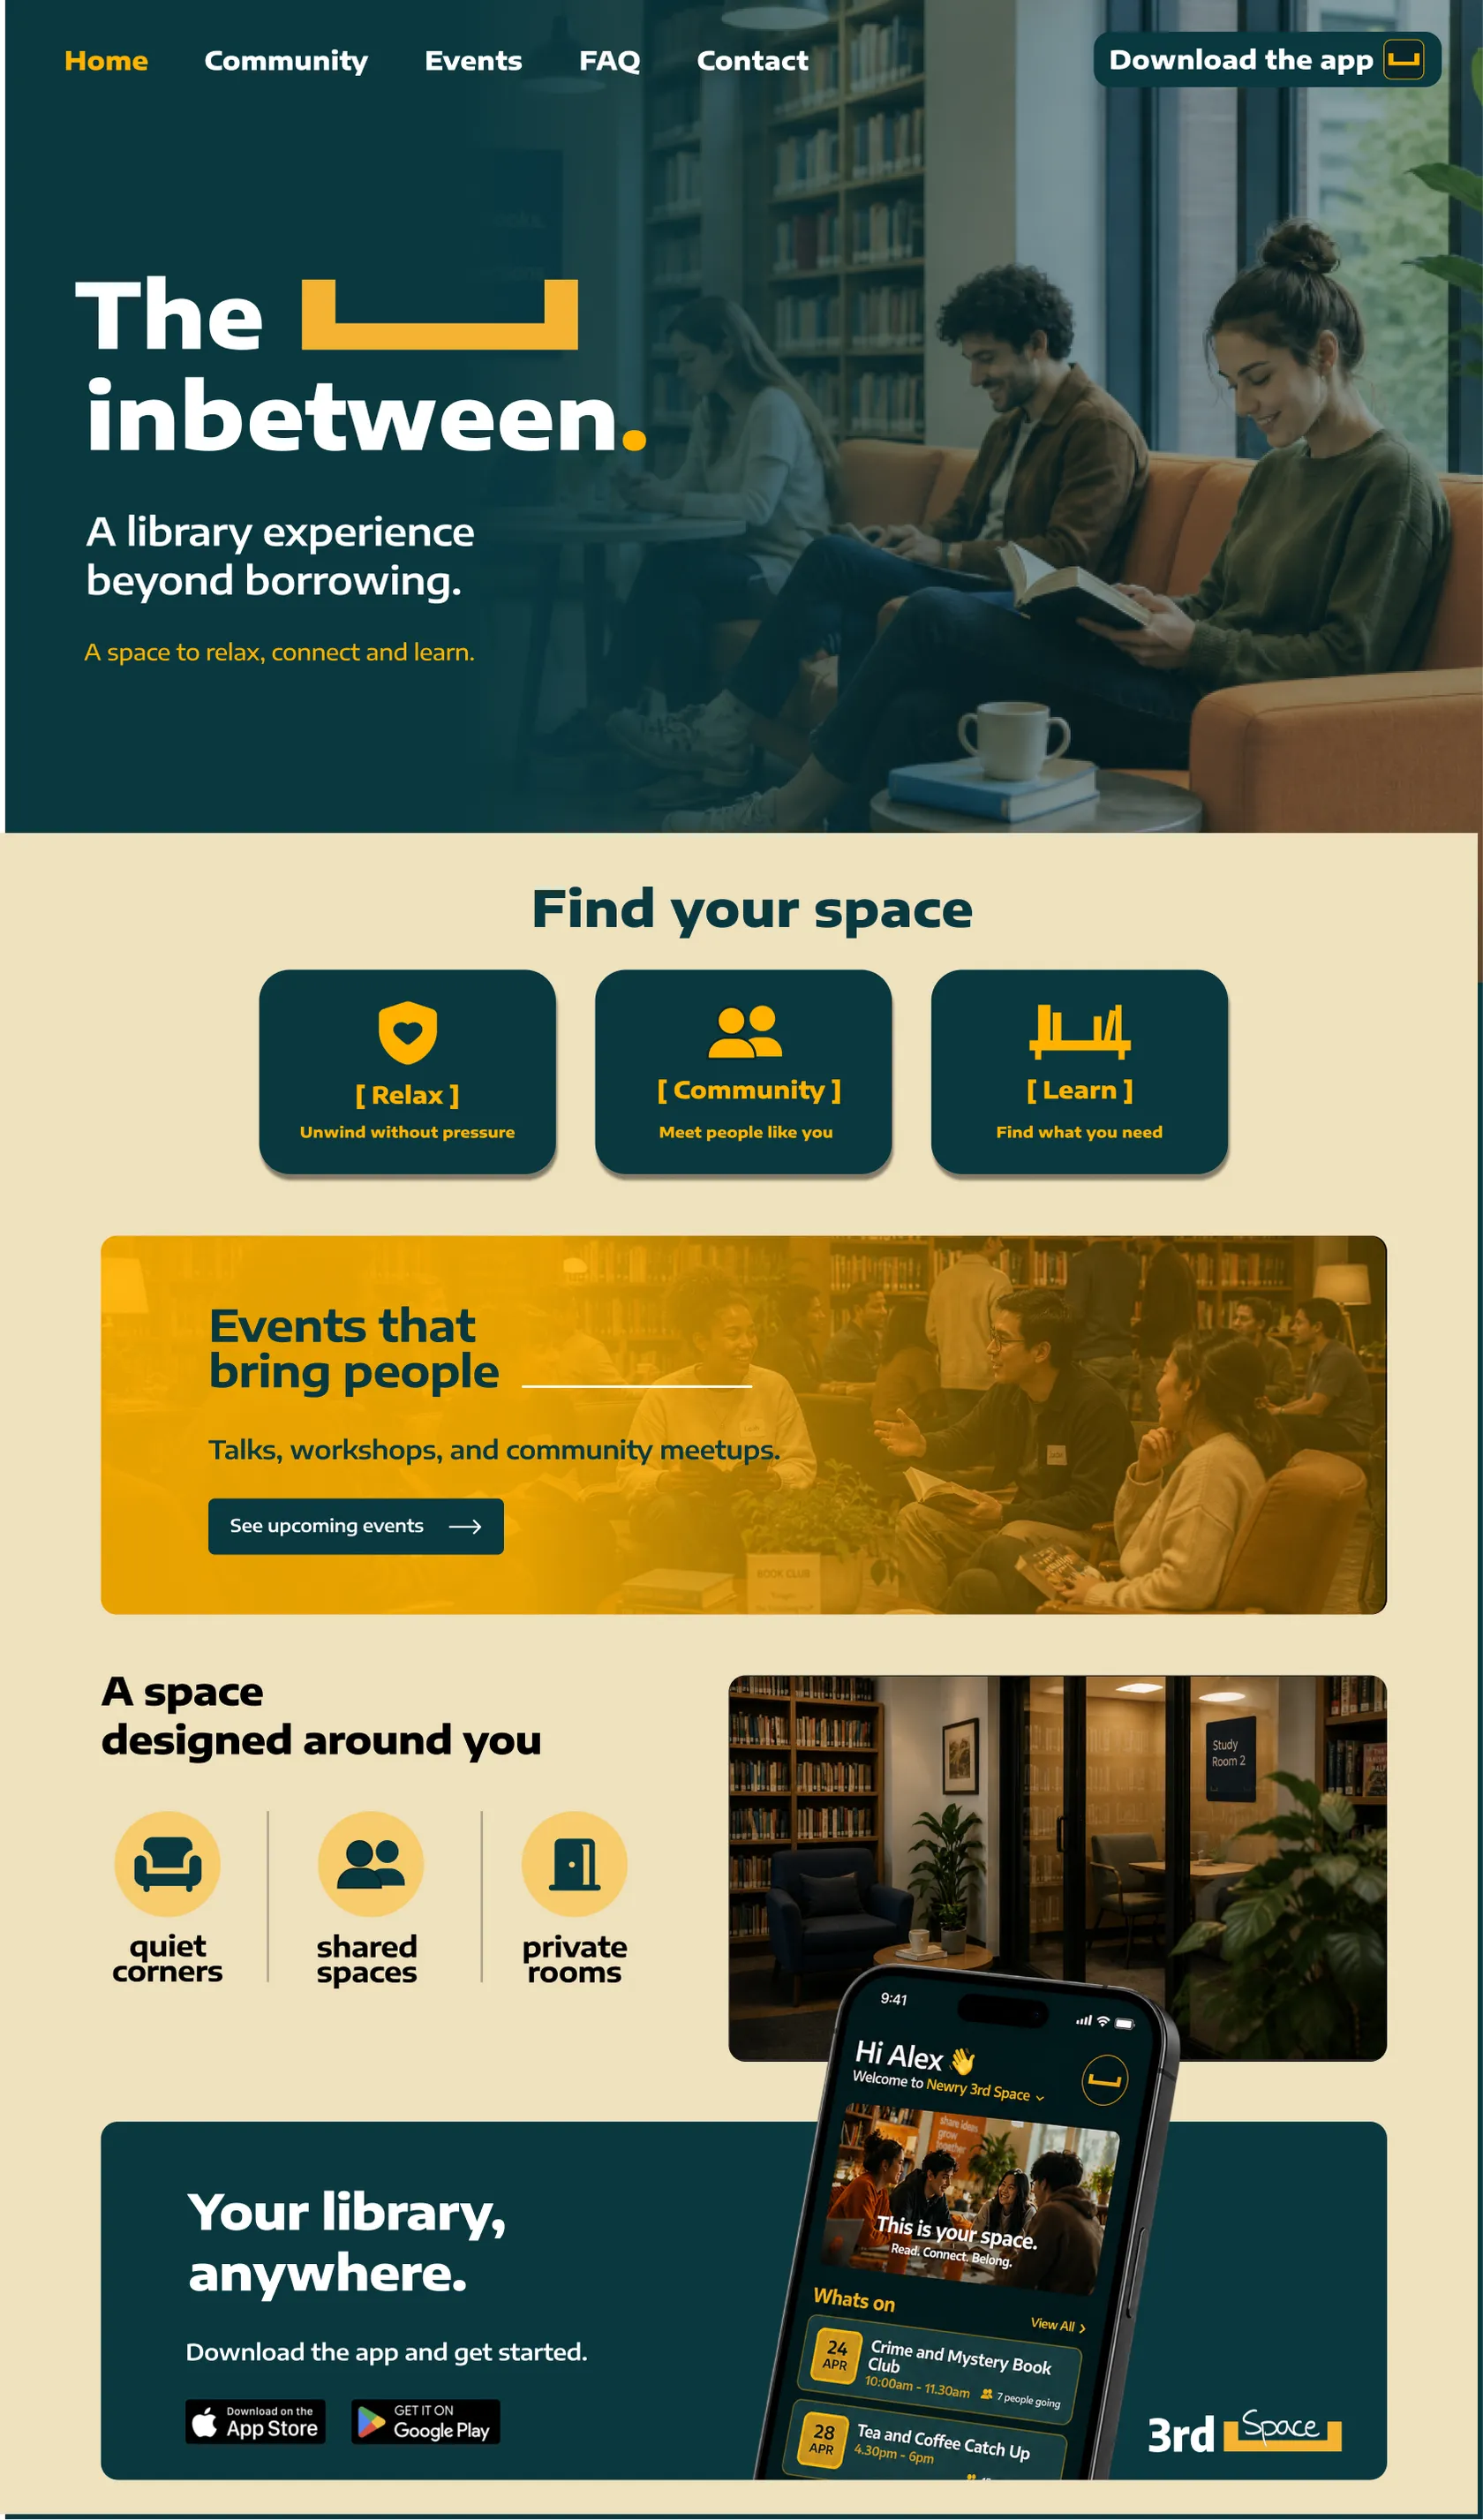 Home Community Events FAQ Contact Download the app
The
inbetween.
A library experience
beyond borrowing.
A space to relax, connect and learn.
Find your space
[ Relax ]
Unwind without pressure
[ Community ]
Meet people like you
[ Learn ]
Find what you need
Events that
bring people
Talks, workshops, and community meetups.
See upcoming events
BOOK CLUB
A space
designed around you
quiet
corners
shared
spaces
private
rooms
Study
Room 2
9:41
Hi Alex 👋
Welcome to Newry 3rd Space
share ideas
grow
together
This is your space.
Read. Connect. Belong.
Whats on
View All
24
APR
Crime and Mystery Book
Club
10:00am - 11.30am
7 people going
28
APR
Tea and Coffee Catch Up
4.30pm - 6pm
Your library,
anywhere.
Download the app and get started.
Download on the
App Store
GET IT ON
Google Play
3rd Space